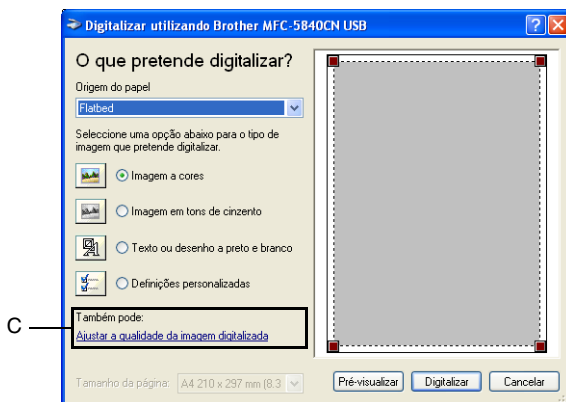 Digitalizar utilizando Brother MFC-5840CN USB
O que pretende digitalizar?
Origem do papel
Flatbed
Seleccione uma opção abaixo para o tipo de
imagem que pretende digitalizar.
Imagem a cores
Imagem em tons de cinzento
Texto ou desenho a preto e branco
Definições personalizadas
C
Também pode:
Ajustar a qualidade da imagem digitalizada
Tamanho da página: A4 210 x 297 mm (8.3
Pré-visualizar Digitalizar Cancelar